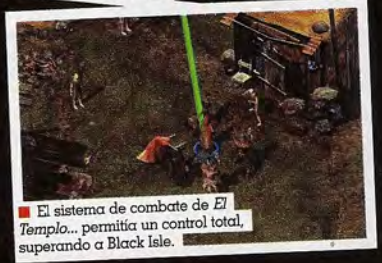 El sistema de combate de El
Templo... permitía un control total,
superando a Black Isle.